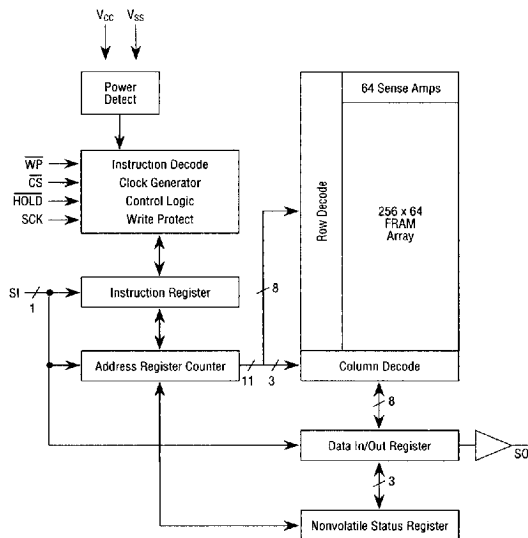 VCC VSS
Power
Detect
64 Sense Amps
WP
CS
HOLD
SCK
Instruction Decode
Clock Generator
Control Logic
Write Protect
Row Decode
256 x 64
FRAM
Array
SI
1
Instruction Register
8
Address Register Counter
11
3
Column Decode
8
Data In/Out Register
SO
3
Nonvolatile Status Register